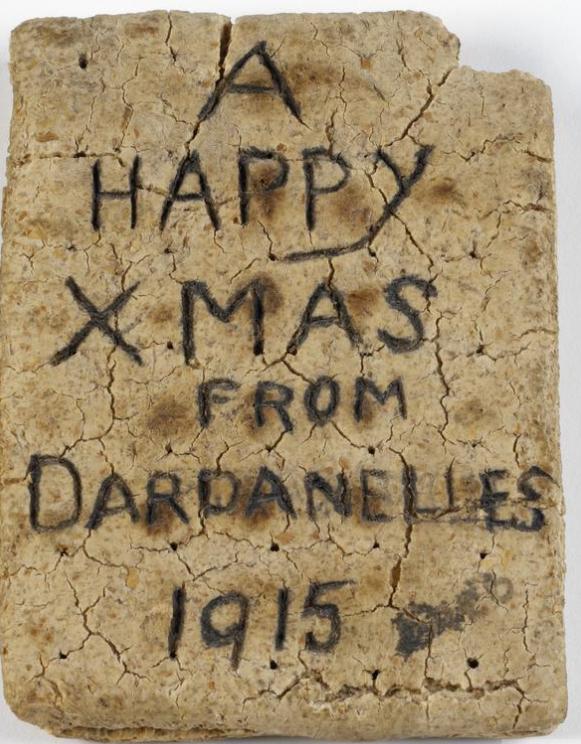 A
HAPPY
XMAS
FROM
DARDANELLES
1915